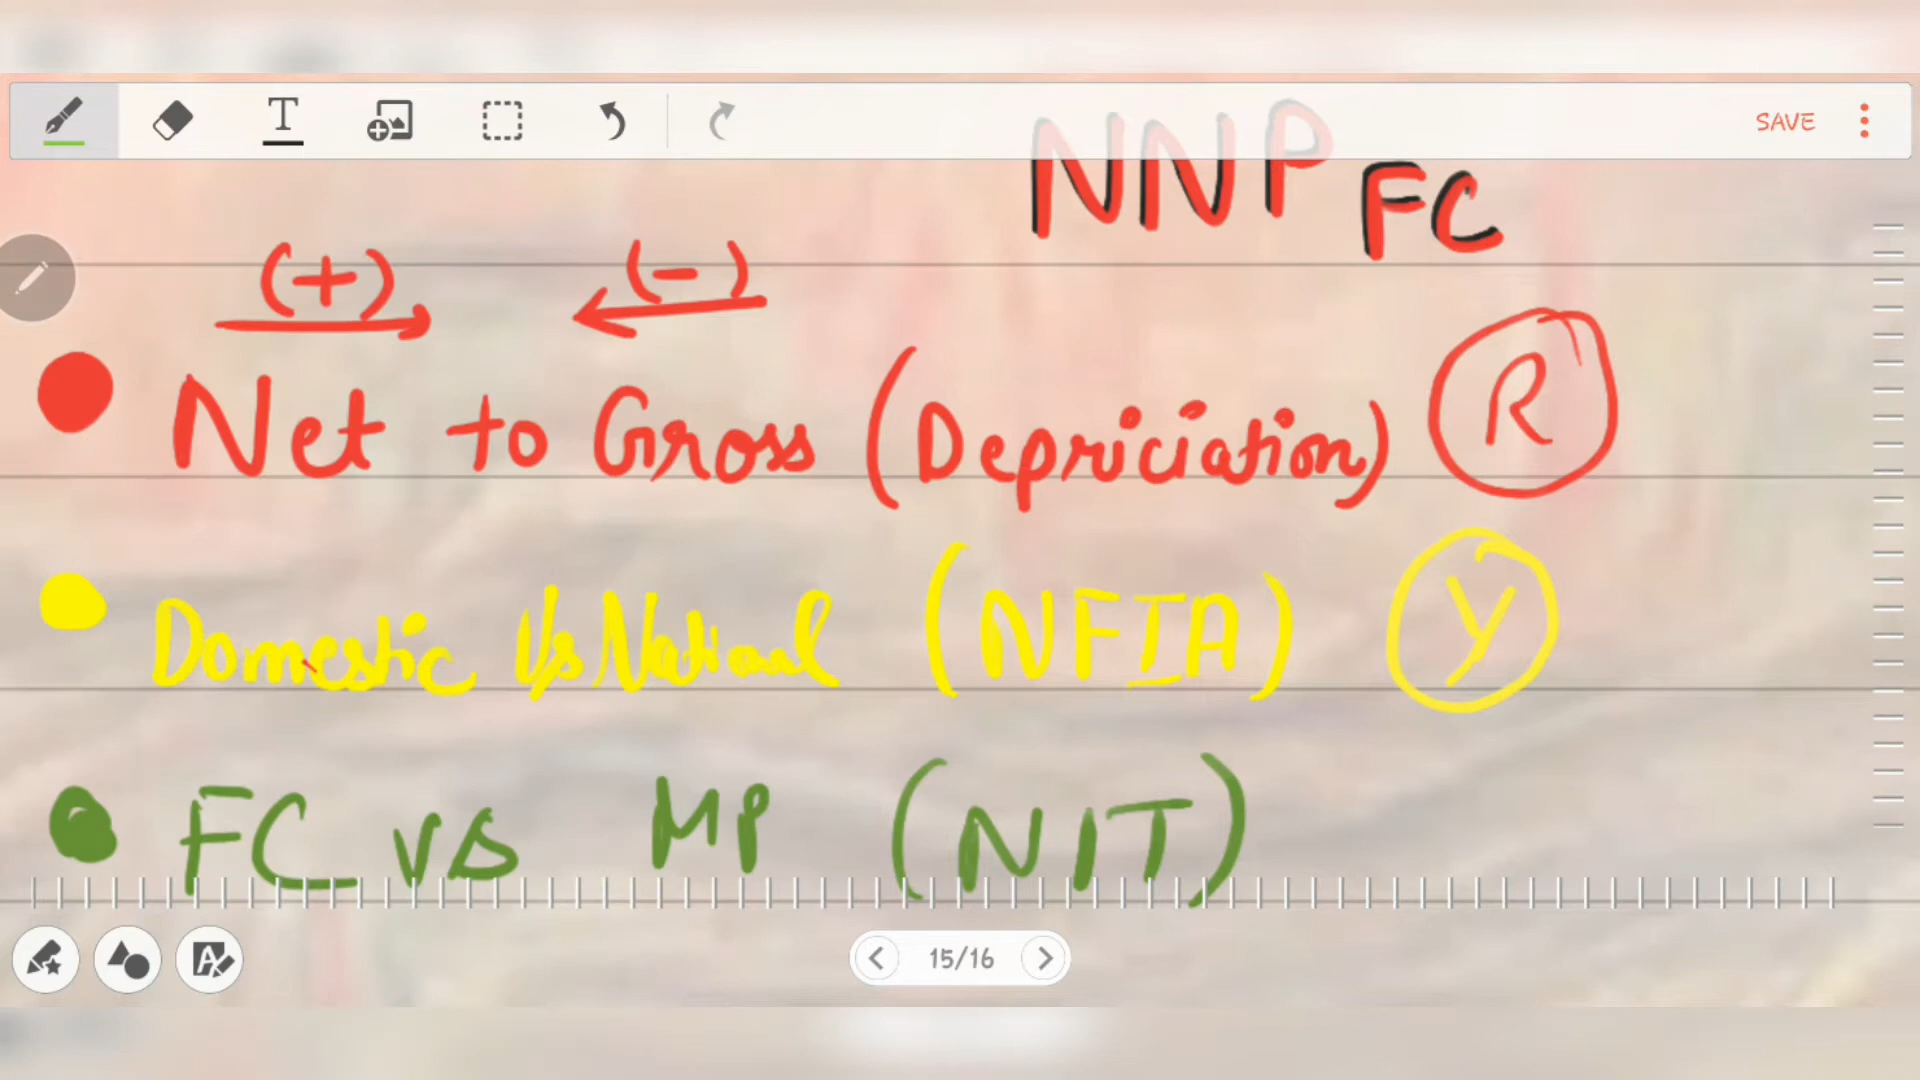 T
SAVE
NNP FC
(+) (-)
Net to Gross (Depriciation) R
Domestic Vs National (NFIA) Y
FC vs MP (NIT)
A
15/16